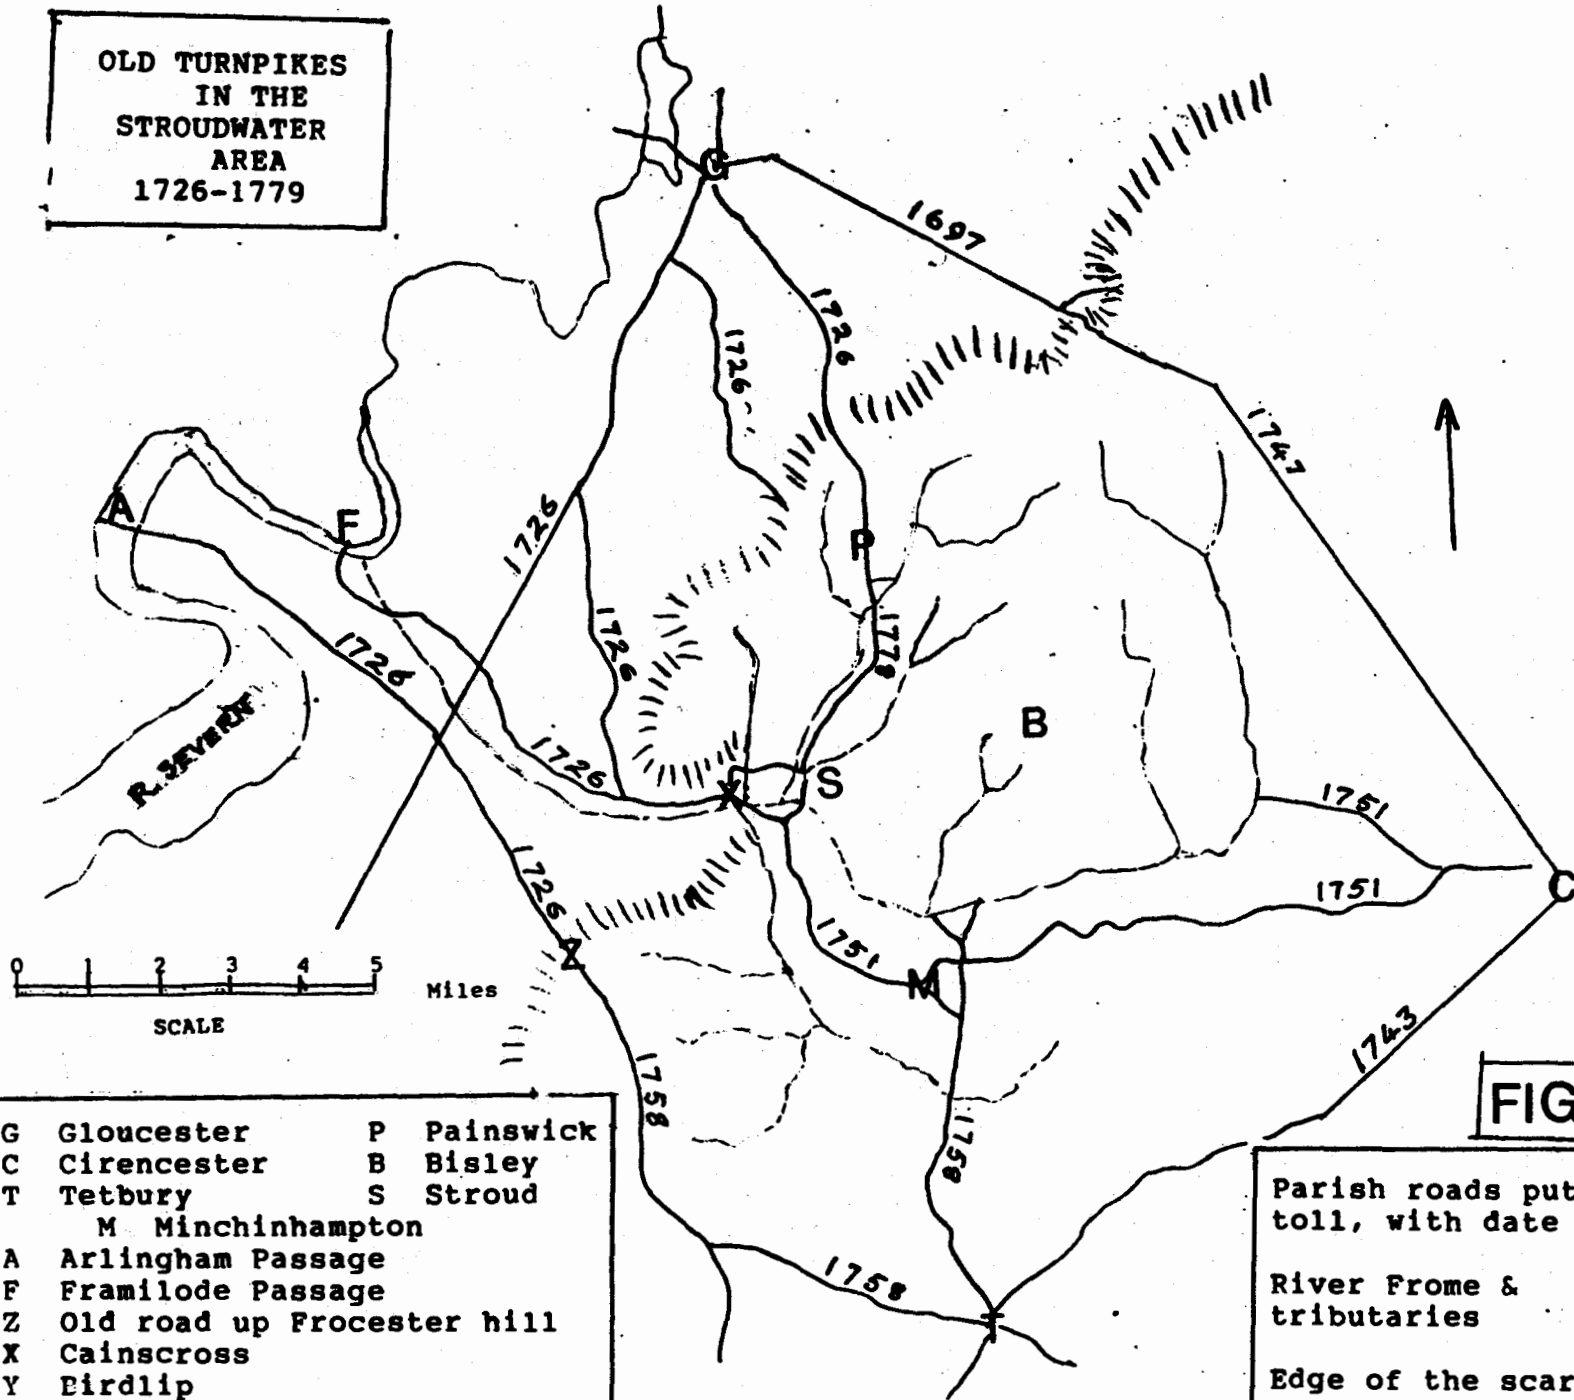 OLD TURNPIKES
IN THE
STROUDWATER
AREA
1726-1779
G
1697
1726
1726
1747
A
F
1726
P
1726
1726
1778
R. SEVERN
B
1726
X
S
1751
C
1726
1751
1751
Z
M
0 1 2 3 4 5
Miles
SCALE
1743
1758
1758
1758
T
FIG
G Gloucester P Painswick
C Cirencester B Bisley
T Tetbury S Stroud
M Minchinhampton
A Arlingham Passage
F Framilode Passage
Z Old road up Frocester hill
X Cainscross
Y Birdlip
Parish roads put
toll, with date
River Frome &
tributaries
Edge of the scar